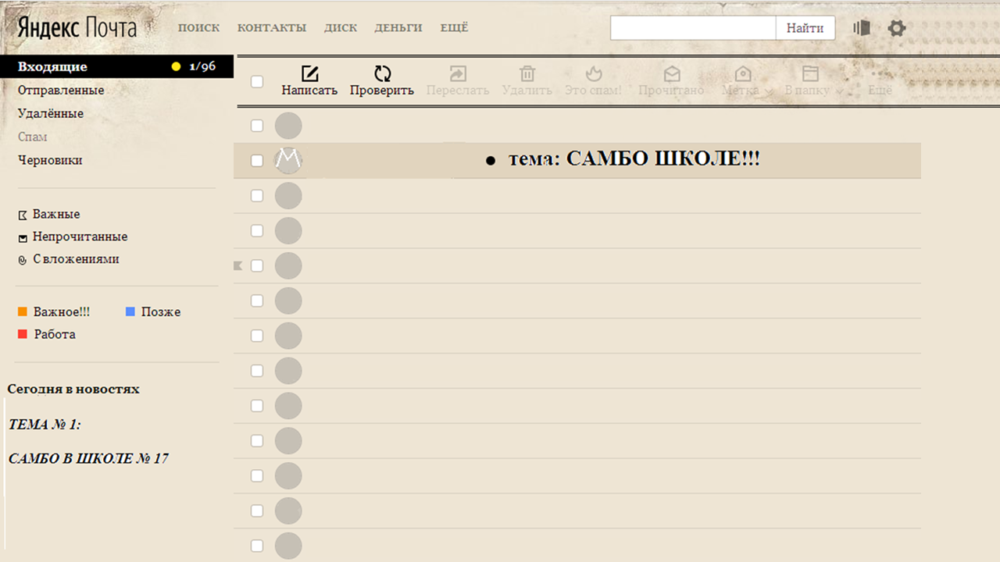 Яндекс Почта
ПОИСК КОНТАКТЫ ДИСК ДЕНЬГИ ЕЩЁ
Найти
Входящие 1/96
Отправленные
Удалённые
Спам
Черновики
Важные
Непрочитанные
С вложениями
Важное!!! Позже
Работа
Сегодня в новостях
ТЕМА № 1:
САМБО В ШКОЛЕ № 17
Написать Проверить Переслать Удалить Это спам! Прочитано Метка В папку Ещё
М
• тема: САМБО ШКОЛЕ!!!